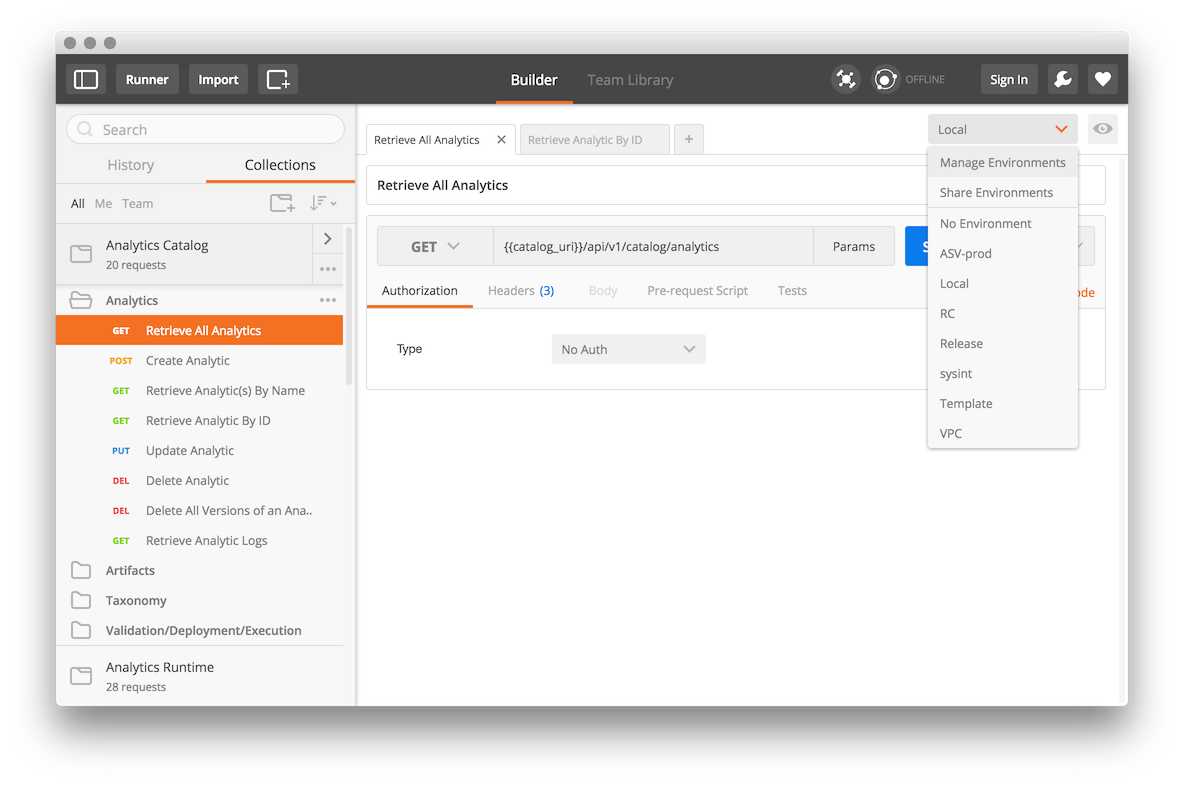 Runner
Import
Builder
Team Library
OFFLINE
Sign In
Search
History
Collections
All Me Team
Analytics Catalog
20 requests
Analytics
GET Retrieve All Analytics
POST Create Analytic
GET Retrieve Analytic(s) By Name
GET Retrieve Analytic By ID
PUT Update Analytic
DEL Delete Analytic
DEL Delete All Versions of an Ana..
GET Retrieve Analytic Logs
Artifacts
Taxonomy
Validation/Deployment/Execution
Analytics Runtime
28 requests
Retrieve All Analytics
Retrieve Analytic By ID
Local
Retrieve All Analytics
GET
{{catalog_uri}}/api/v1/catalog/analytics
Params
Authorization
Headers (3)
Body
Pre-request Script
Tests
Type
No Auth
Manage Environments
Share Environments
No Environment
ASV-prod
Local
RC
Release
sysint
Template
VPC